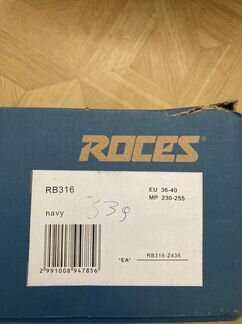 ROCES
RB316
EU 36-40
MP 230-255
navy
339
"EA"
RB316-Z436
2 991008 947856